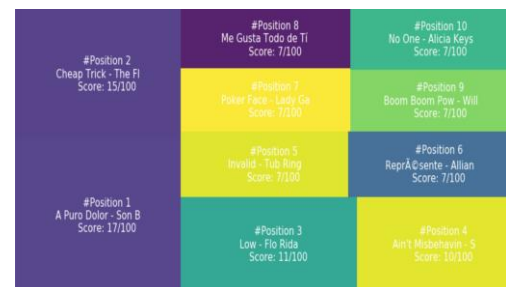 #Position 2
Cheap Trick - The Fl
Score: 15/100
#Position 1
A Puro Dolor - Son B
Score: 17/100
#Position 8
Me Gusta Todo de Tí
Score: 7/100
#Position 7
Poker Face - Lady Ga
Score: 7/100
#Position 5
Invalid - Tub Ring
Score: 7/100
#Position 3
Low - Flo Rida
Score: 11/100
#Position 10
No One - Alicia Keys
Score: 7/100
#Position 9
Boom Boom Pow - Will
Score: 7/100
#Position 6
ReprÃ©sente - Allian
Score: 7/100
#Position 4
Ain't Misbehavin - S
Score: 10/100